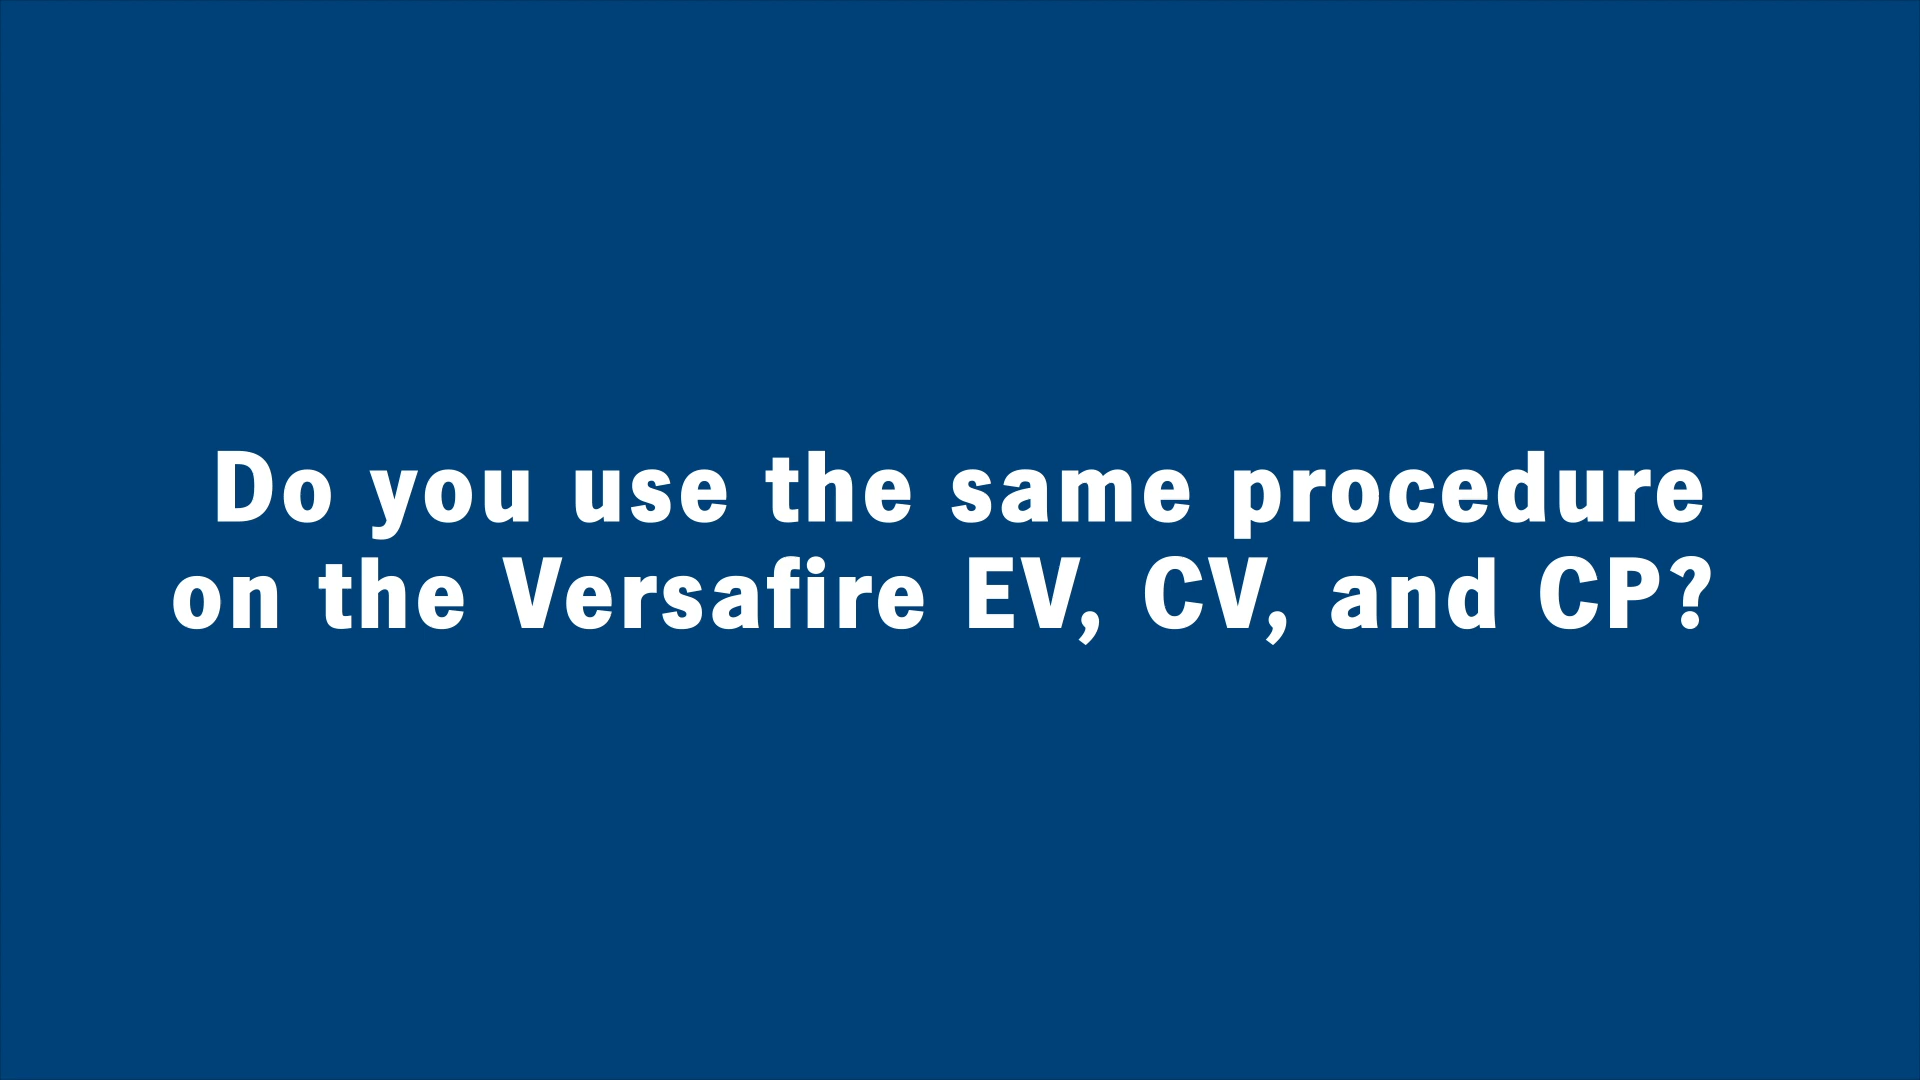 Do you use the same procedure
on the Versafire EV, CV, and CP?